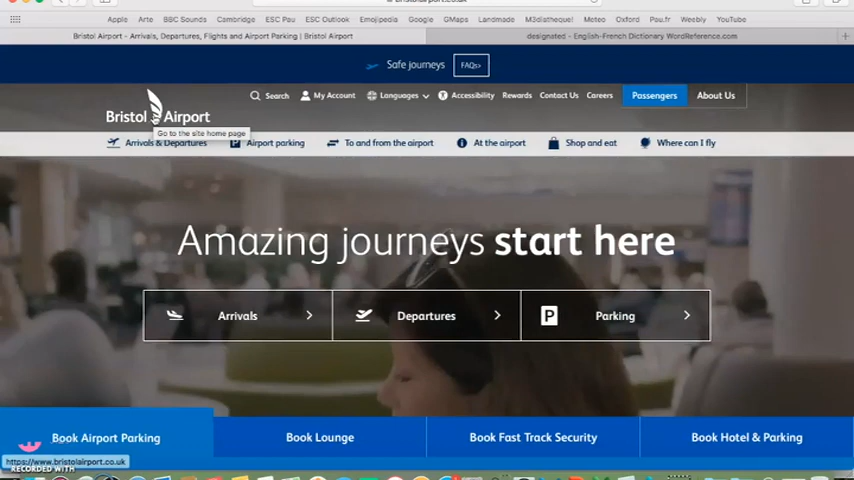 Apple Arte BBC Sounds Cambridge ESC Pau ESC Outlook Emojipedia Google GMaps Landmade M3diatheque! Meteo Oxford Pau.fr Weebly YouTube
Bristol Airport - Arrivals, Departures, Flights and Airport Parking | Bristol Airport designated - English-French Dictionary WordReference.com
Safe journeys FAQs>
Search My Account Languages Accessibility Rewards Contact Us Careers Passengers About Us
Bristol Airport
Go to the site home page
Arrivals & Departures Airport parking To and from the airport At the airport Shop and eat Where can I fly
Amazing journeys start here
Arrivals Departures Parking
Book Airport Parking Book Lounge Book Fast Track Security Book Hotel & Parking
https://www.bristolairport.co.uk
RECORDED WITH